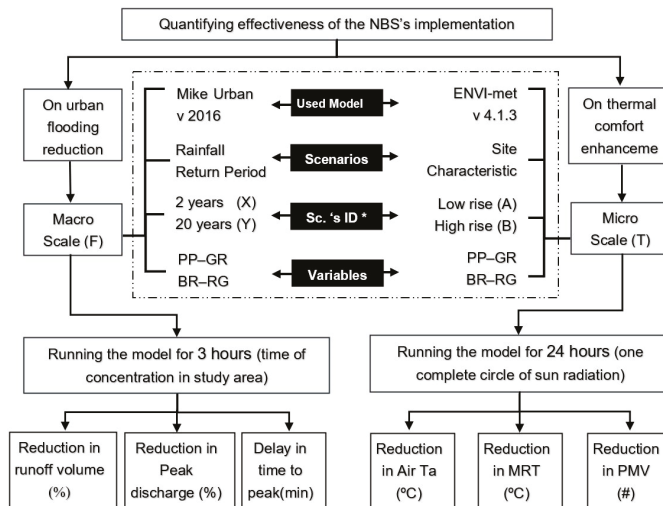 Quantifying effectiveness of the NBS's implementation
On urban
flooding
reduction
Mike Urban
v 2016
Used Model
ENVI-met
v 4.1.3
On thermal
comfort
enhanceme
Rainfall
Return Period
Scenarios
Site
Characteristic
Macro
Scale (F)
2 years (X)
20 years (Y)
Sc. ‘s ID *
Low rise (A)
High rise (B)
Micro
Scale (T)
PP–GR
BR–RG
Variables
PP–GR
BR–RG
Running the model for 3 hours (time of
concentration in study area)
Running the model for 24 hours (one
complete circle of sun radiation)
Reduction in
runoff volume
(%)
Reduction in
Peak
discharge (%)
Delay in
time to
peak(min)
Reduction
in Air Ta
(ºC)
Reduction
in MRT
(ºC)
Reduction
in PMV
(#)